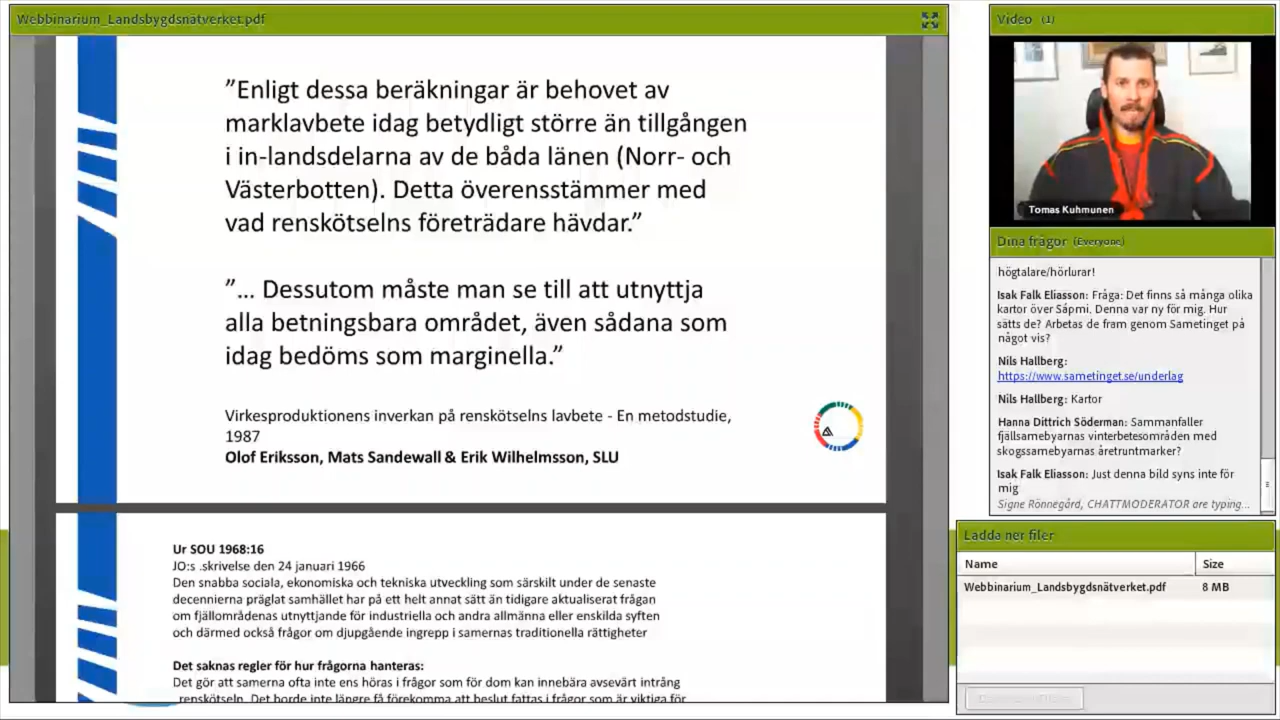 Webbinarium_Landsbygdsnätverket.pdf
”Enligt dessa beräkningar är behovet av
marklavbete idag betydligt större än tillgången
i in-landsdelarna av de båda länen (Norr- och
Västerbotten). Detta överensstämmer med
vad renskötselns företrädare hävdar.”
”... Dessutom måste man se till att utnyttja
alla betningsbara området, även sådana som
idag bedöms som marginella.”
Virkesproduktionens inverkan på renskötselns lavbete - En metodstudie,
1987
Olof Eriksson, Mats Sandewall & Erik Wilhelmsson, SLU
Ur SOU 1968:16
JO:s .skrivelse den 24 januari 1966
Den snabba sociala, ekonomiska och tekniska utveckling som särskilt under de senaste
decennierna präglat samhället har på ett helt annat sätt än tidigare aktualiserat frågan
om fjällområdenas utnyttjande för industriella och andra allmänna eller enskilda syften
och därmed också frågor om djupgående ingrepp i samernas traditionella rättigheter
Det saknas regler för hur frågorna hanteras:
Det gör att samerna ofta inte ens höras i frågor som för dom kan innebära avsevärt intrång
renskötseln. Det borde inte längre få förekomma att beslut fattas i frågor som är viktiga för
Video (1)
Tomas Kuhmunen
Dina frågor (Everyone)
högtalare/hörlurar!
Isak Falk Eliasson: Fråga: Det finns så många olika
kartor över Sápmi. Denna var ny för mig. Hur
sätts de? Arbetas de fram genom Sametinget på
något vis?
Nils Hallberg:
https://www.sametinget.se/underlag
Nils Hallberg: Kartor
Hanna Dittrich Söderman: Sammanfaller
fjällsamebyarnas vinterbetesområden med
skogssamebyarnas åretruntmarker?
Isak Falk Eliasson: Just denna bild syns inte för
mig
Signe Rönnegård, CHATTMODERATOR are typing...
Ladda ner filer
Name Size
Webbinarium_Landsbygdsnätverket.pdf 8 MB